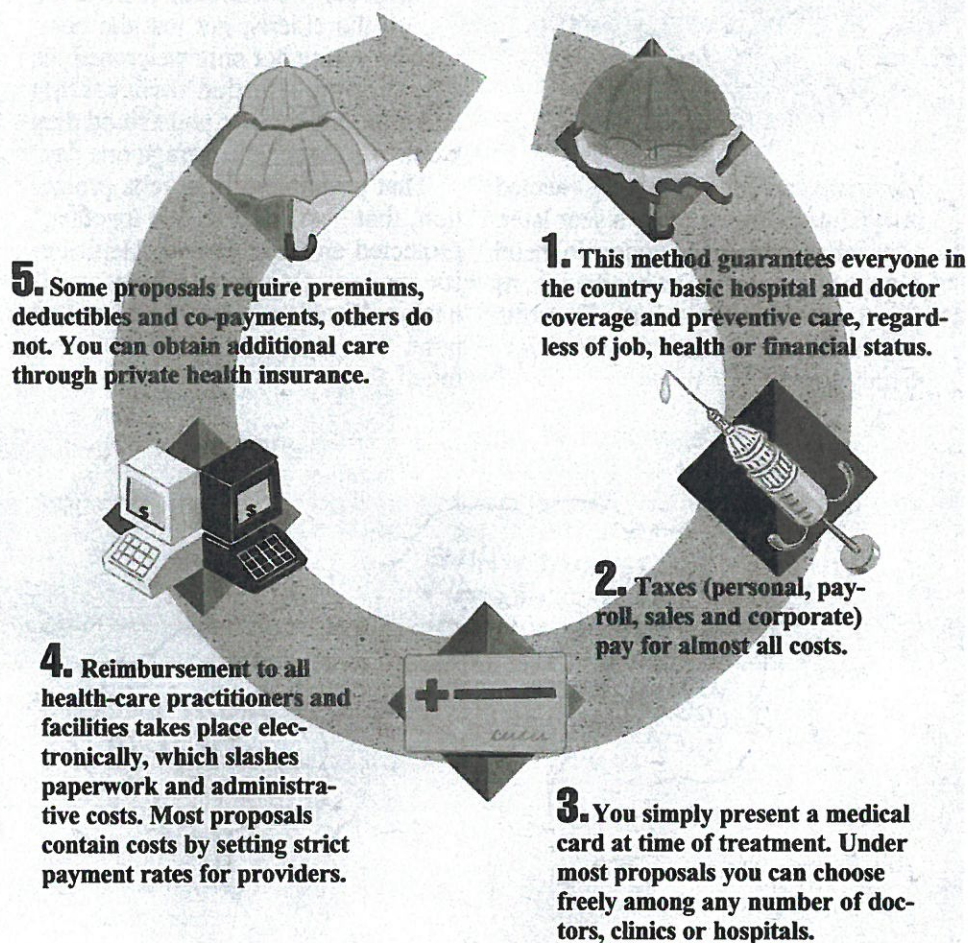 1. This method guarantees everyone in
the country basic hospital and doctor
coverage and preventive care, regard-
less of job, health or financial status.
2. Taxes (personal, pay-
roll, sales and corporate)
pay for almost all costs.
3. You simply present a medical
card at time of treatment. Under
most proposals you can choose
freely among any number of doc-
tors, clinics or hospitals.
4. Reimbursement to all
health-care practitioners and
facilities takes place elec-
tronically, which slashes
paperwork and administra-
tive costs. Most proposals
contain costs by setting strict
payment rates for providers.
5. Some proposals require premiums,
deductibles and co-payments, others do
not. You can obtain additional care
through private health insurance.
$
$